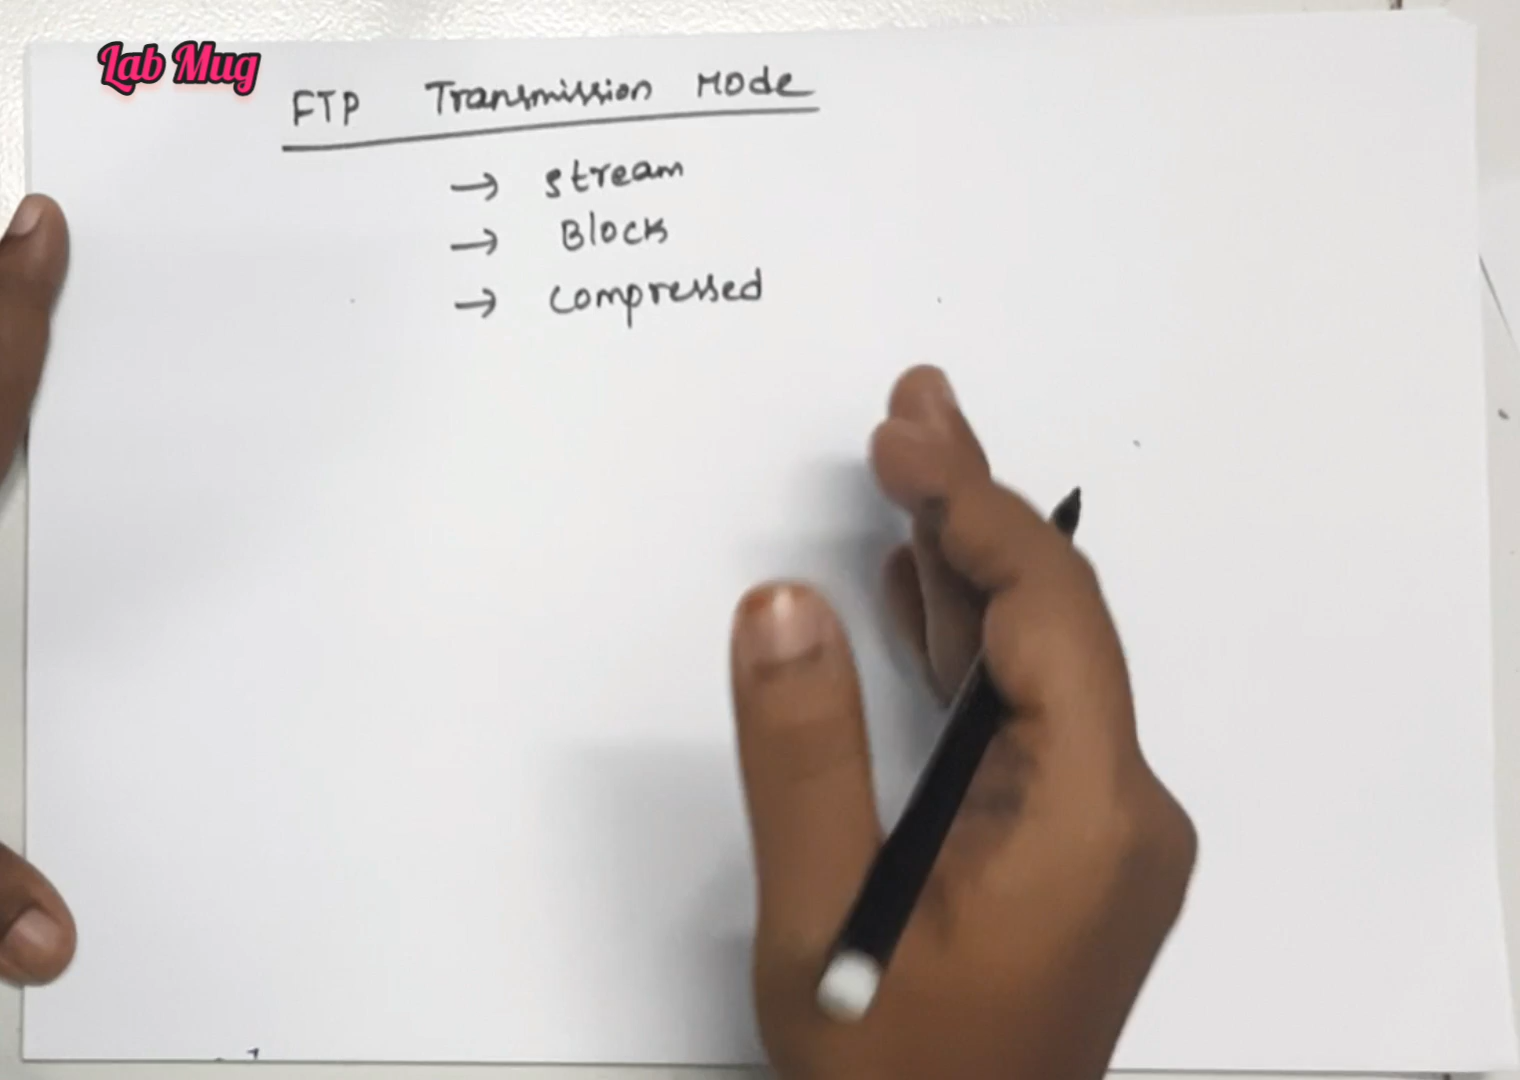 Lab Mug
FTP Transmission Mode
→ stream
→ Block
→ compressed